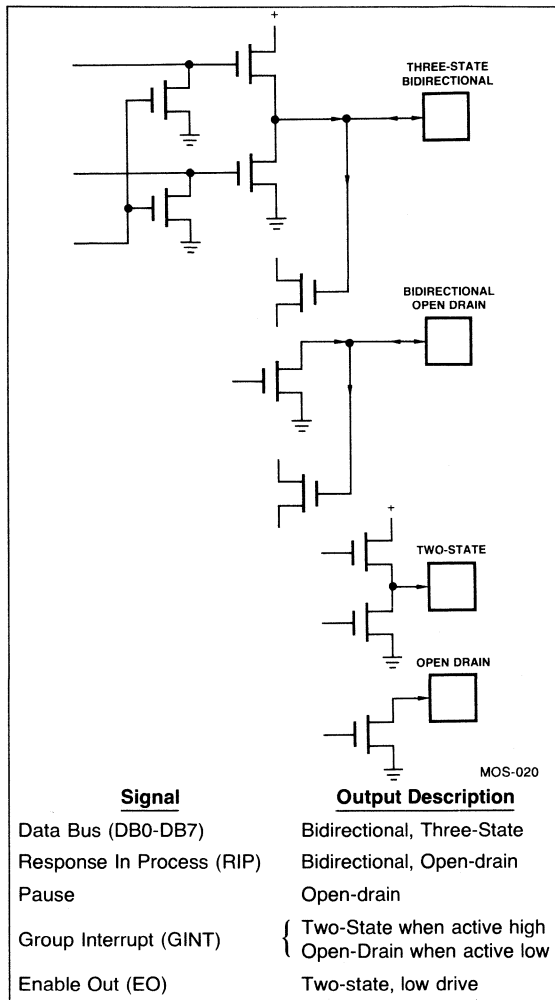 +
THREE-STATE
BIDIRECTIONAL
BIDIRECTIONAL
OPEN DRAIN
+
TWO-STATE
OPEN DRAIN
MOS-020
Signal Output Description
Data Bus (DB0-DB7) Bidirectional, Three-State
Response In Process (RIP) Bidirectional, Open-drain
Pause Open-drain
Group Interrupt (GINT) { Two-State when active high
Open-Drain when active low
Enable Out (EO) Two-state, low drive